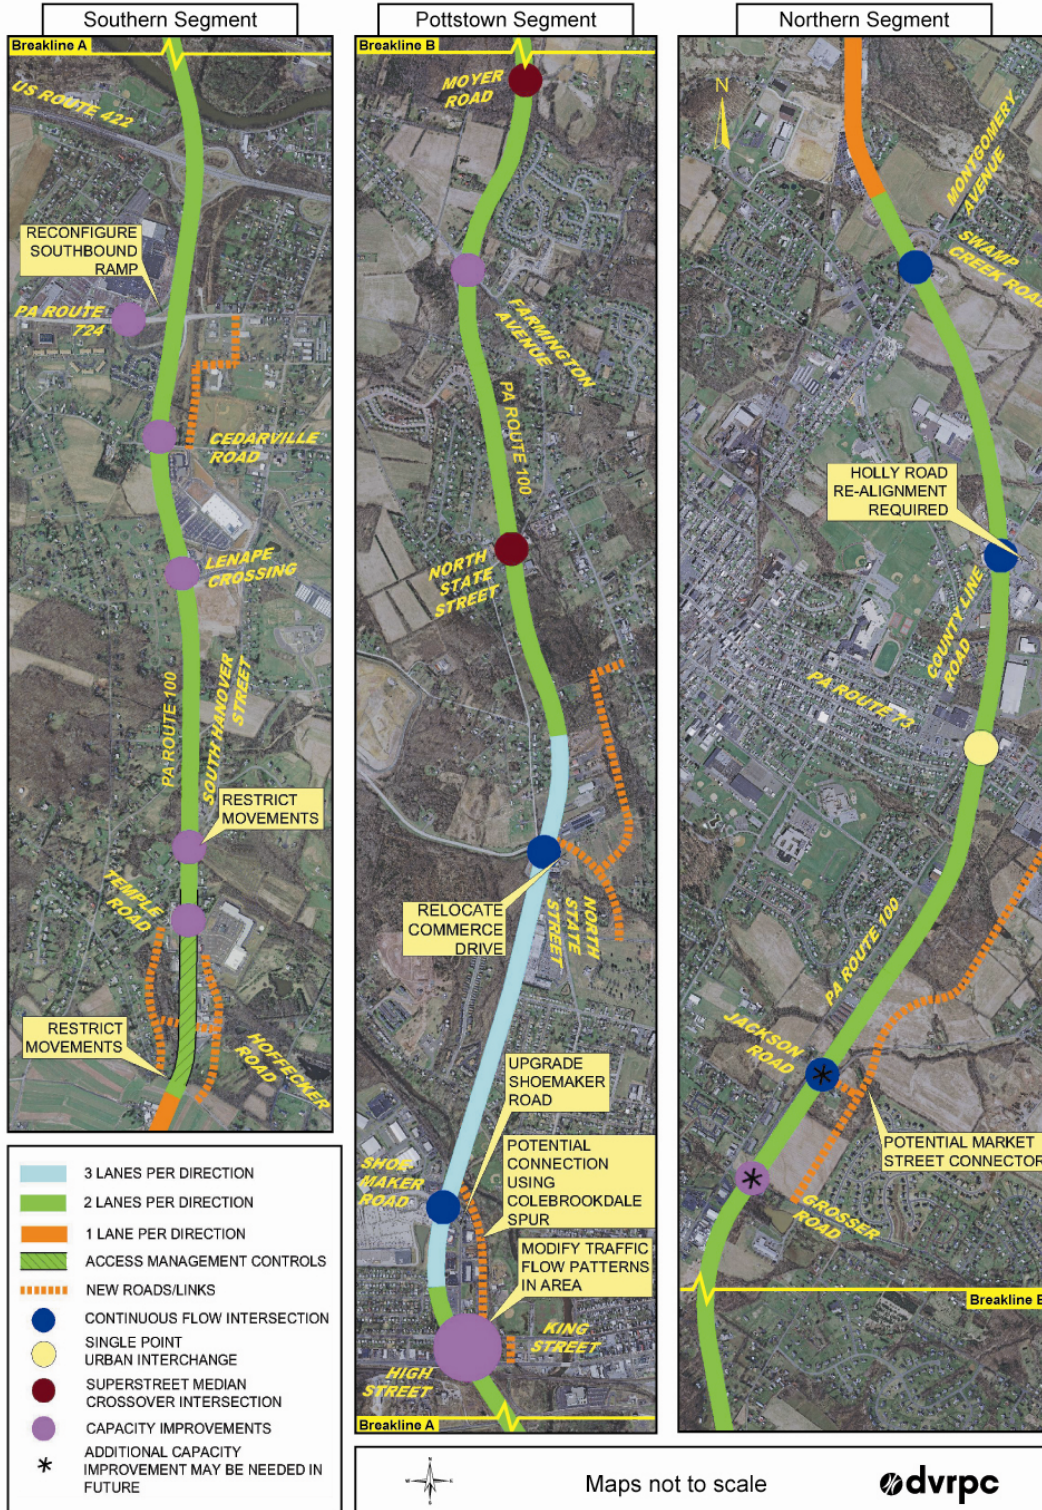 Southern Segment
Breakline A
US ROUTE 422
RECONFIGURE
SOUTHBOUND
RAMP
PA ROUTE
724
CEDARVILLE
ROAD
LENAPE
CROSSING
PA ROUTE 100
SOUTH HANOVER
STREET
RESTRICT
MOVEMENTS
TEMPLE
ROAD
RESTRICT
MOVEMENTS
HOFFECKER
ROAD
3 LANES PER DIRECTION
2 LANES PER DIRECTION
1 LANE PER DIRECTION
ACCESS MANAGEMENT CONTROLS
NEW ROADS/LINKS
CONTINUOUS FLOW INTERSECTION
SINGLE POINT
URBAN INTERCHANGE
SUPERSTREET MEDIAN
CROSSOVER INTERSECTION
CAPACITY IMPROVEMENTS
ADDITIONAL CAPACITY
IMPROVEMENT MAY BE NEEDED IN
FUTURE
Pottstown Segment
Breakline B
MOYER
ROAD
FARMINGTON
AVENUE
PA ROUTE 100
NORTH
STATE
STREET
RELOCATE
COMMERCE
DRIVE
NORTH
STATE
STREET
UPGRADE
SHOEMAKER
ROAD
SHOE-
MAKER
ROAD
POTENTIAL
CONNECTION
USING
COLEBROOKDALE
SPUR
MODIFY TRAFFIC
FLOW PATTERNS
IN AREA
KING
STREET
HIGH
STREET
Breakline A
Northern Segment
N
MONTGOMERY
AVENUE
SWAMP
CREEK ROAD
HOLLY ROAD
RE-ALIGNMENT
REQUIRED
COUNTY LINE
ROAD
PA ROUTE 73
PA ROUTE 100
JACKSON
ROAD
POTENTIAL MARKET
STREET CONNECTOR
GROSSER
ROAD
Breakline B
N
W E
S
Maps not to scale
dvrpc